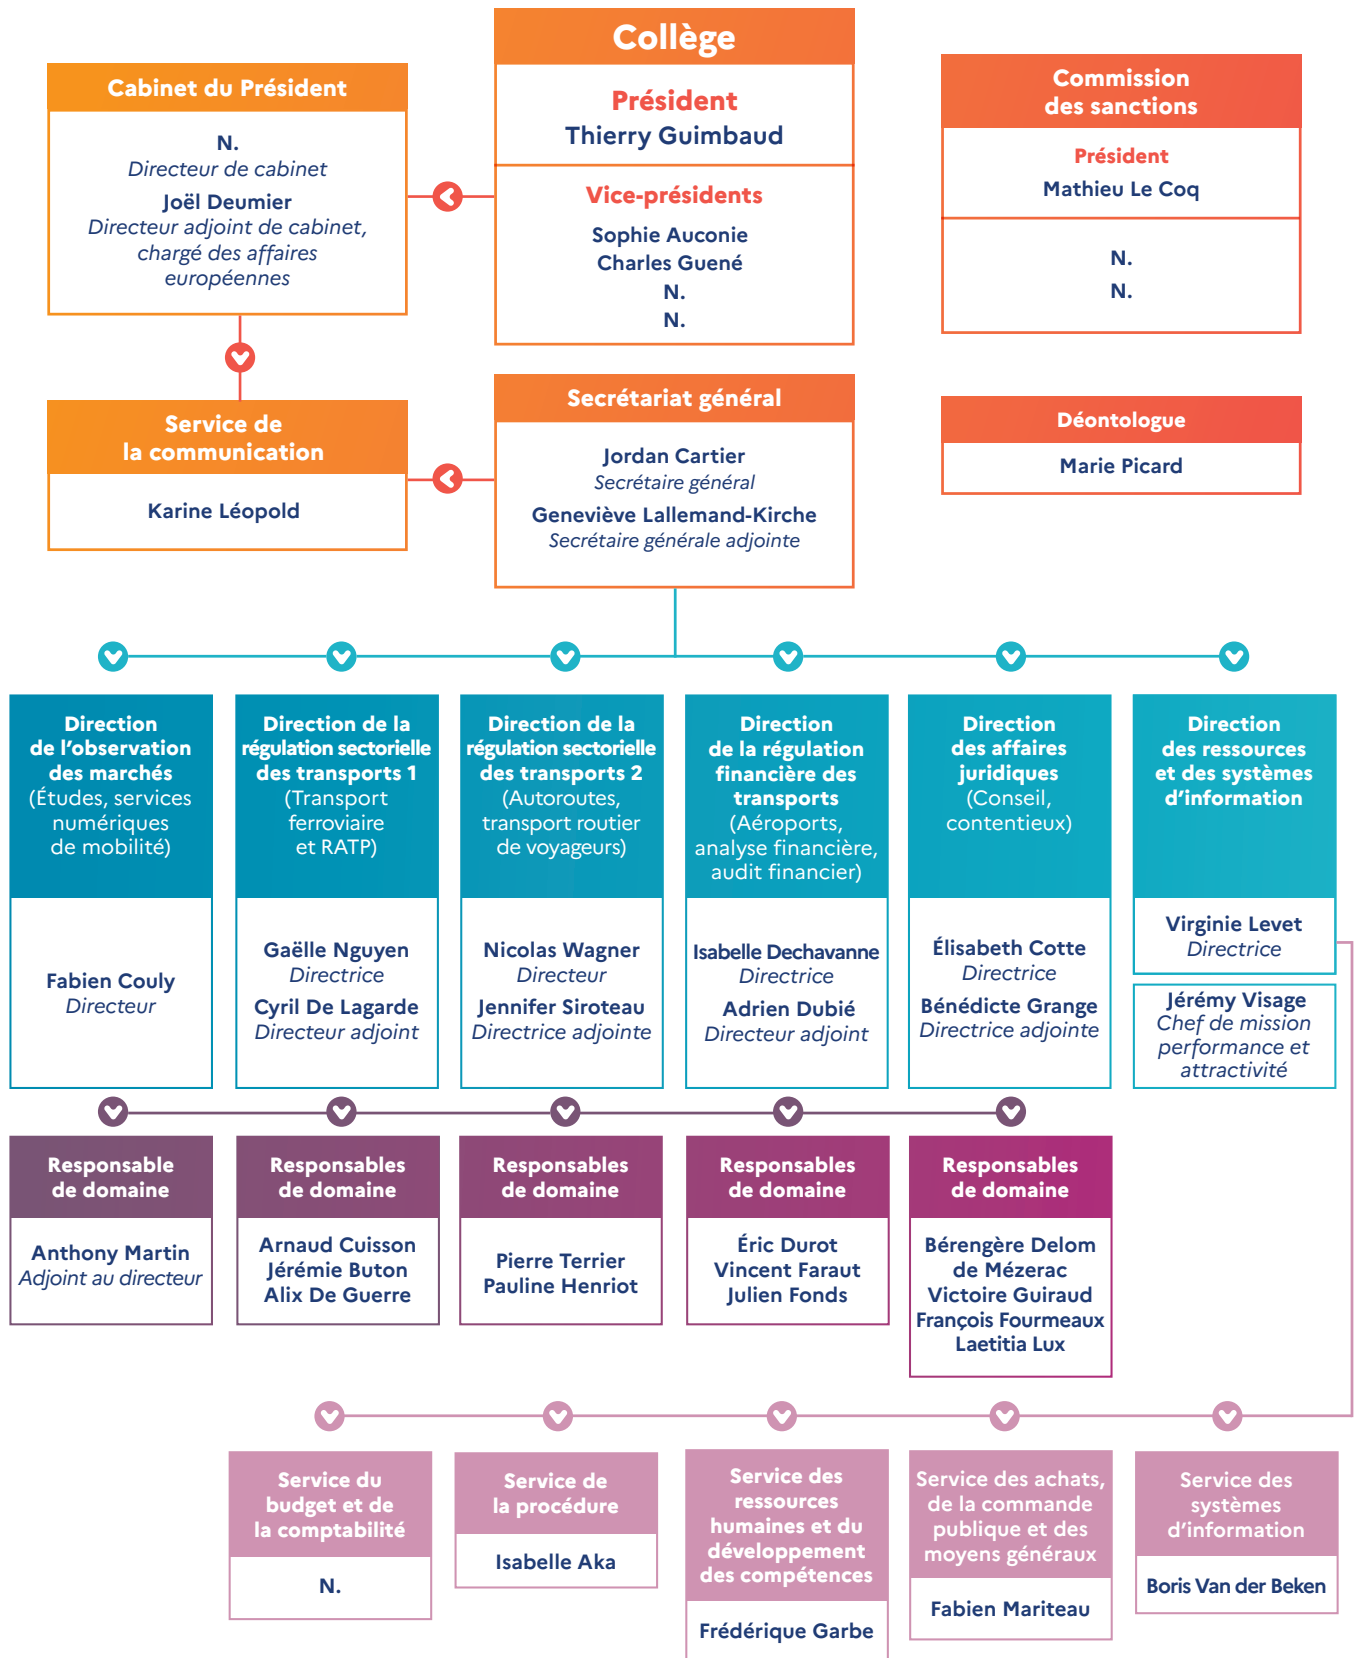 Collège
Président
Thierry Guimbaud
Vice-présidents
Sophie Auconie
Charles Guené
N.
N.
Cabinet du Président
N.
Directeur de cabinet
Joël Deumier
Directeur adjoint de cabinet,
chargé des affaires
européennes
Commission
des sanctions
Président
Mathieu Le Coq
N.
N.
Service de
la communication
Karine Léopold
Secrétariat général
Jordan Cartier
Secrétaire général
Geneviève Lallemand-Kirche
Secrétaire générale adjointe
Déontologue
Marie Picard
Direction
de l'observation
des marchés
(Études, services
numériques
de mobilité)
Fabien Couly
Directeur
Direction de la
régulation sectorielle
des transports 1
(Transport
ferroviaire
et RATP)
Gaëlle Nguyen
Directrice
Cyril De Lagarde
Directeur adjoint
Direction de la
régulation sectorielle
des transports 2
(Autoroutes,
transport routier
de voyageurs)
Nicolas Wagner
Directeur
Jennifer Siroteau
Directrice adjointe
Direction
de la régulation
financière des
transports
(Aéroports,
analyse financière,
audit financier)
Isabelle Dechavanne
Directrice
Adrien Dubié
Directeur adjoint
Direction
des affaires
juridiques
(Conseil,
contentieux)
Élisabeth Cotte
Directrice
Bénédicte Grange
Directrice adjointe
Direction
des ressources
et des systèmes
d'information
Virginie Levet
Directrice
Jérémy Visage
Chef de mission
performance et
attractivité
Responsable
de domaine
Anthony Martin
Adjoint au directeur
Responsables
de domaine
Arnaud Cuisson
Jérémie Buton
Alix De Guerre
Responsables
de domaine
Pierre Terrier
Pauline Henriot
Responsables
de domaine
Éric Durot
Vincent Faraut
Julien Fonds
Responsables
de domaine
Bérengère Delom
de Mézerac
Victoire Guiraud
François Fourmeaux
Laetitia Lux
Service du
budget et de
la comptabilité
N.
Service de
la procédure
Isabelle Aka
Service des
ressources
humaines et du
développement
des compétences
Frédérique Garbe
Service des achats,
de la commande
publique et des
moyens généraux
Fabien Mariteau
Service des
systèmes
d'information
Boris Van der Beken